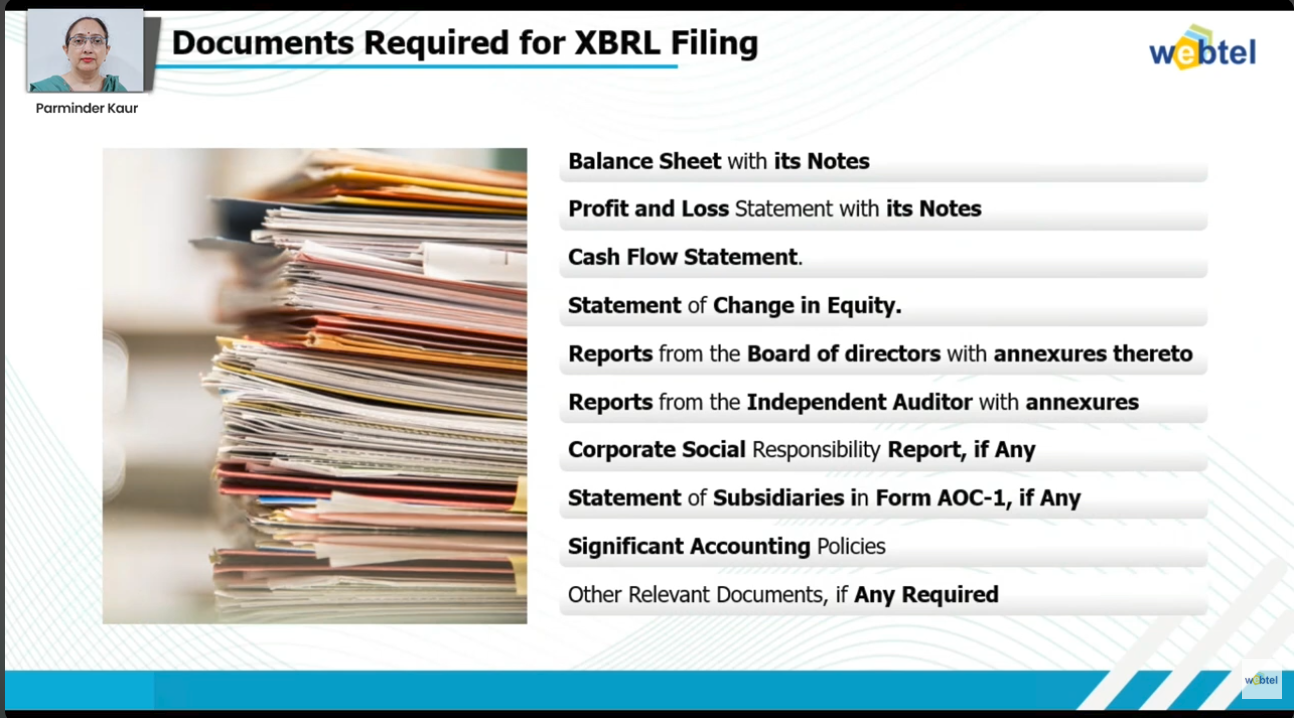 Documents Required for XBRL Filing
webtel
Parminder Kaur
Balance Sheet with its Notes
Profit and Loss Statement with its Notes
Cash Flow Statement.
Statement of Change in Equity.
Reports from the Board of directors with annexures thereto
Reports from the Independent Auditor with annexures
Corporate Social Responsibility Report, if Any
Statement of Subsidiaries in Form AOC-1, if Any
Significant Accounting Policies
Other Relevant Documents, if Any Required
webtel